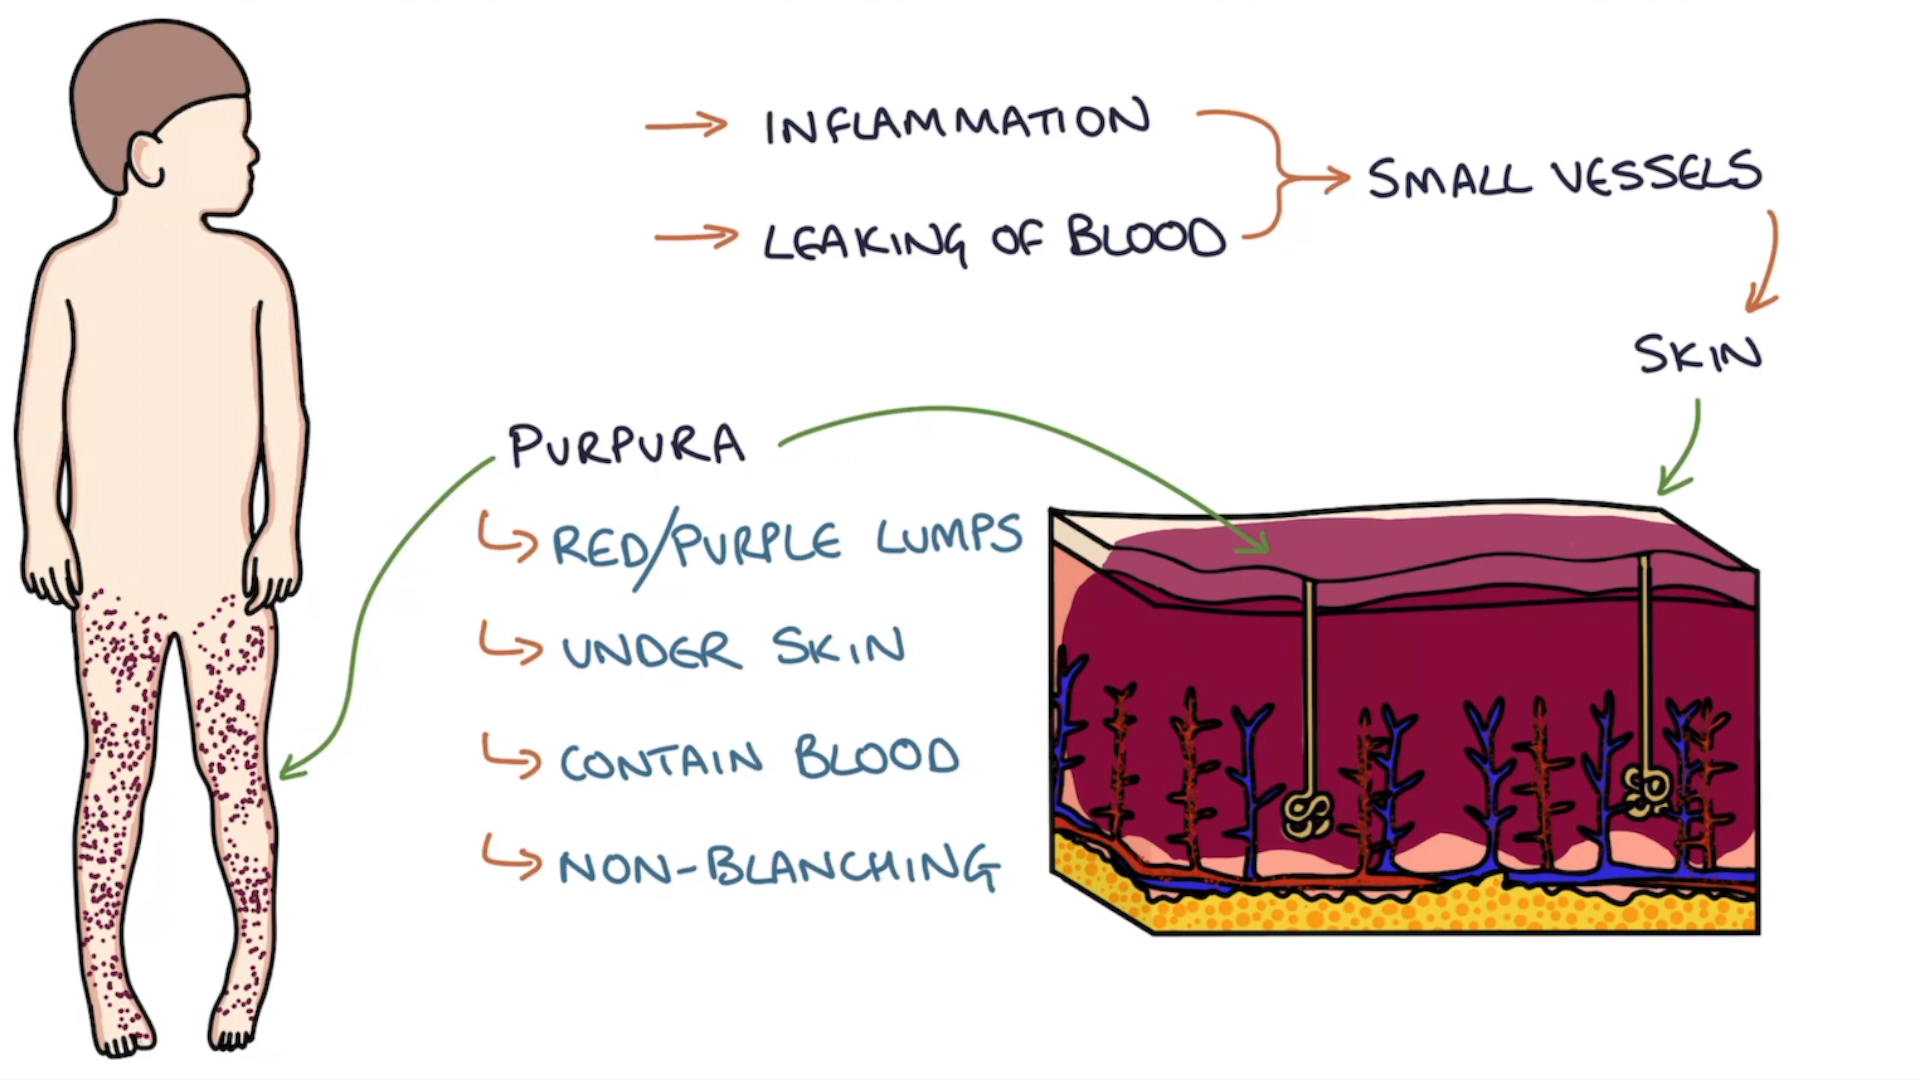 INFLAMMATION
LEAKING OF BLOOD
SMALL VESSELS
SKIN
PURPURA
RED/PURPLE LUMPS
UNDER SKIN
CONTAIN BLOOD
NON-BLANCHING